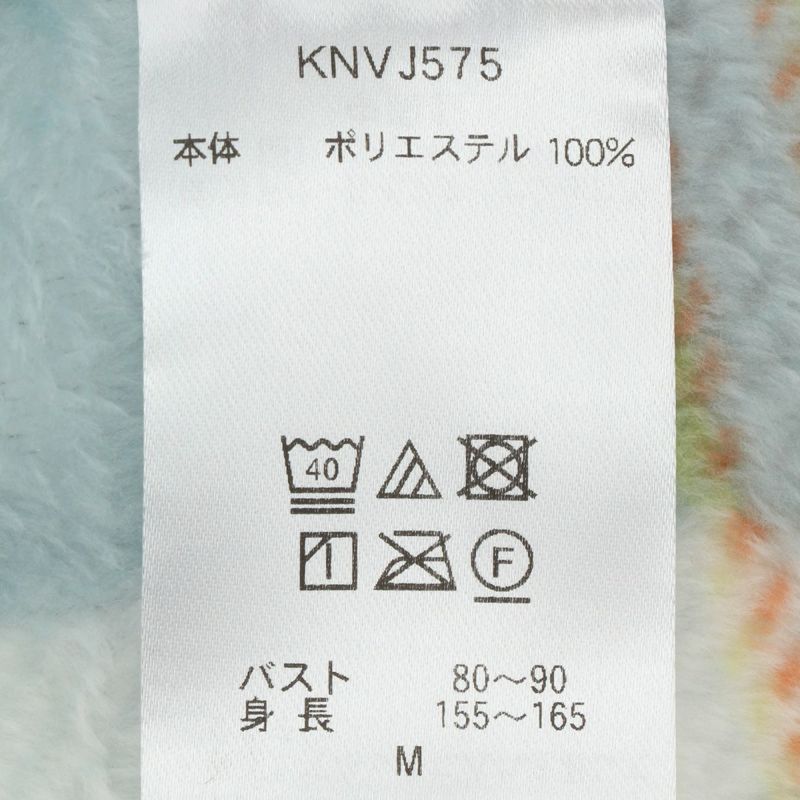 KNVJ575
本体 ポリエステル 100%
40
F
バスト 80〜90
身長 155〜165
M